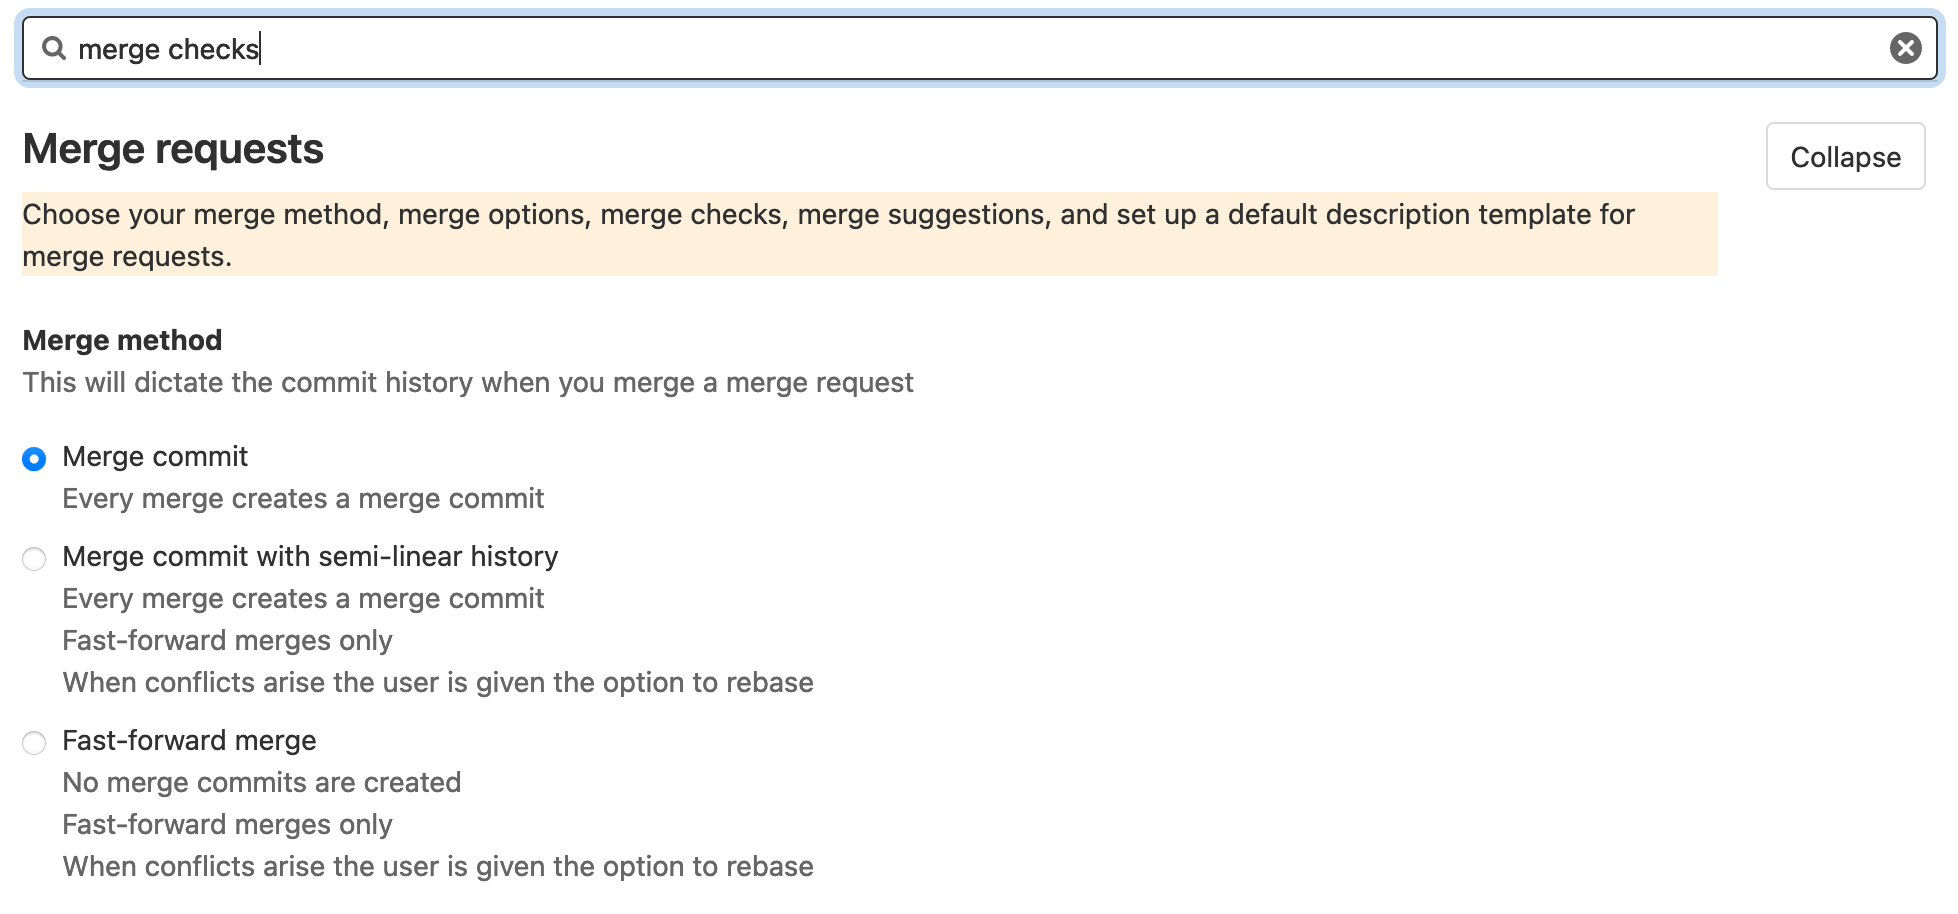 merge checks
Merge requests
Collapse
Choose your merge method, merge options, merge checks, merge suggestions, and set up a default description template for
merge requests.
Merge method
This will dictate the commit history when you merge a merge request
Merge commit
Every merge creates a merge commit
Merge commit with semi-linear history
Every merge creates a merge commit
Fast-forward merges only
When conflicts arise the user is given the option to rebase
Fast-forward merge
No merge commits are created
Fast-forward merges only
When conflicts arise the user is given the option to rebase